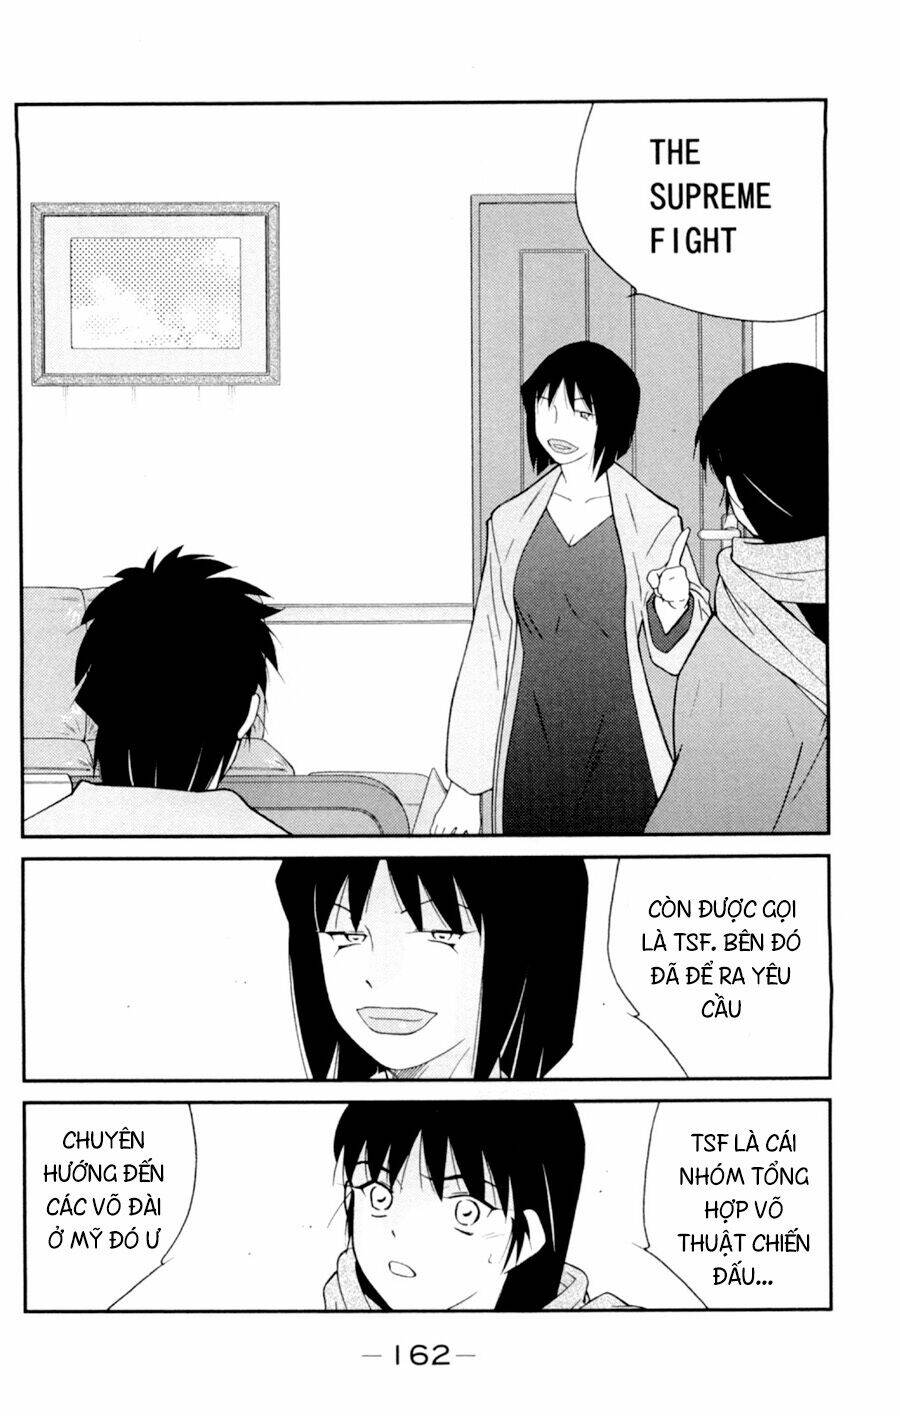 THE
SUPREME
FIGHT
CÒN ĐƯỢC GỌI
LÀ TSF. BÊN ĐÓ
ĐÃ ĐỂ RA YÊU
CẦU
TSF LÀ CÁI
NHÓM TỔNG
HỢP VÕ
THUẬT CHIẾN
ĐẤU...
CHUYÊN
HƯỚNG ĐẾN
CÁC VÕ ĐÀI
Ở MỸ ĐÓ Ư
—162—